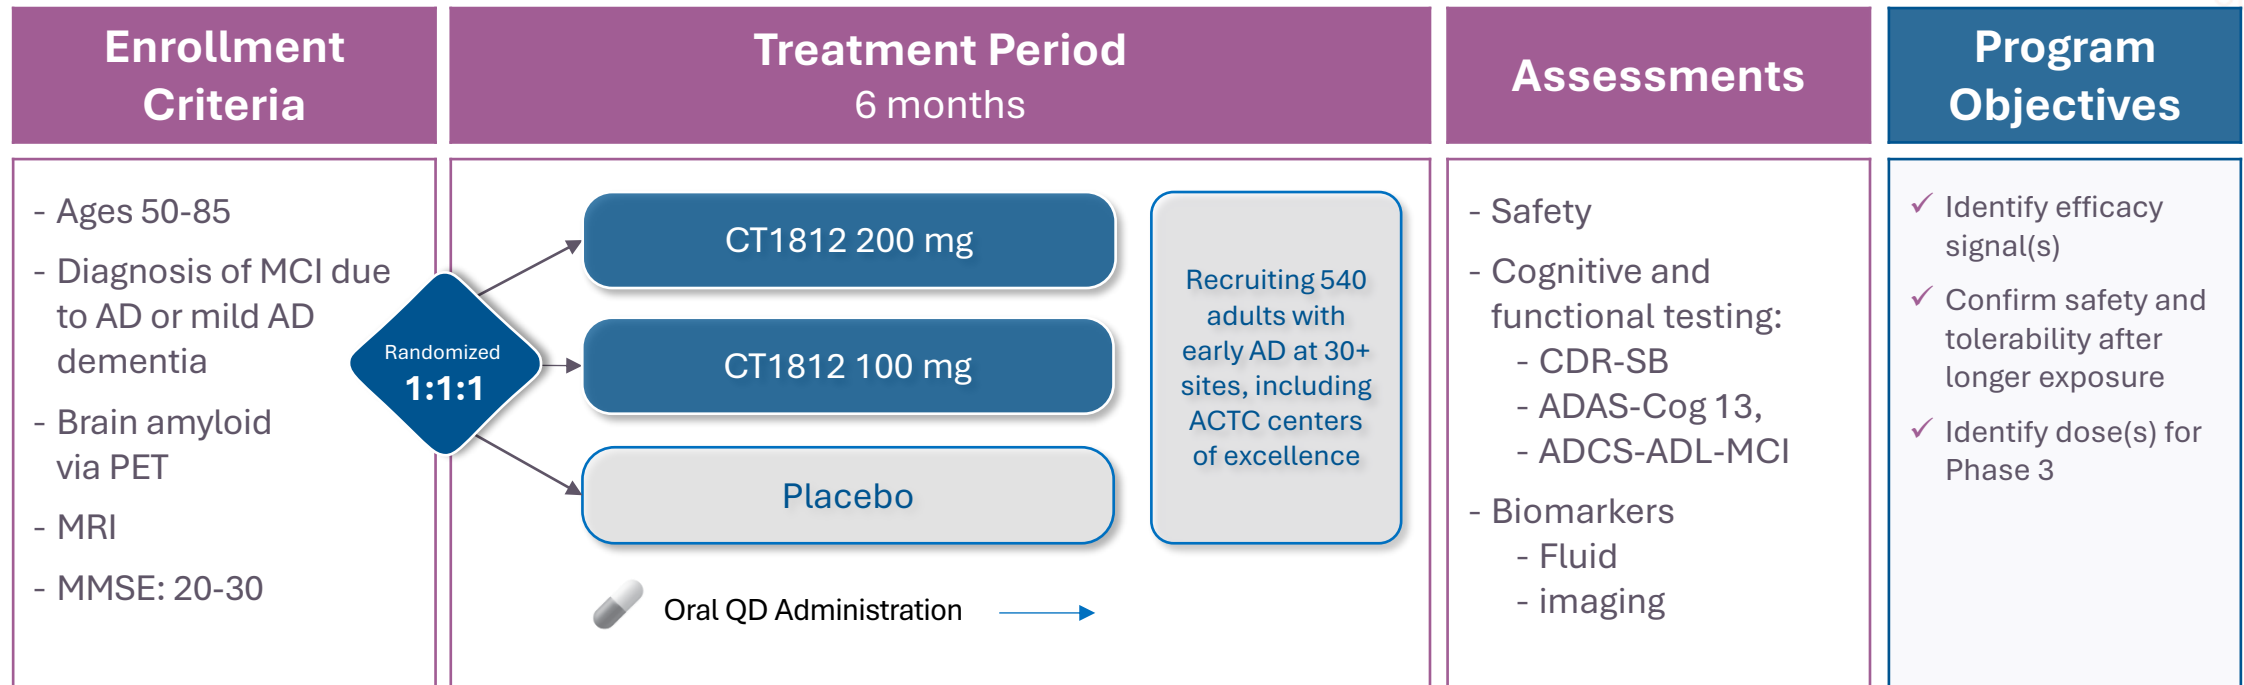 Enrollment
Criteria
Treatment Period
6 months
Assessments
Program
Objectives
- Ages 50-85
- Diagnosis of MCI due
to AD or mild AD
dementia
- Brain amyloid
via PET
- MRI
- MMSE: 20-30
Randomized
1:1:1
CT1812 200 mg
CT1812 100 mg
Placebo
Oral QD Administration
Recruiting 540
adults with
early AD at 30+
sites, including
ACTC centers
of excellence
- Safety
- Cognitive and
functional testing:
- CDR-SB
- ADAS-Cog 13,
- ADCS-ADL-MCI
- Biomarkers
- Fluid
- imaging
✓ Identify efficacy
signal(s)
✓ Confirm safety and
tolerability after
longer exposure
✓ Identify dose(s) for
Phase 3